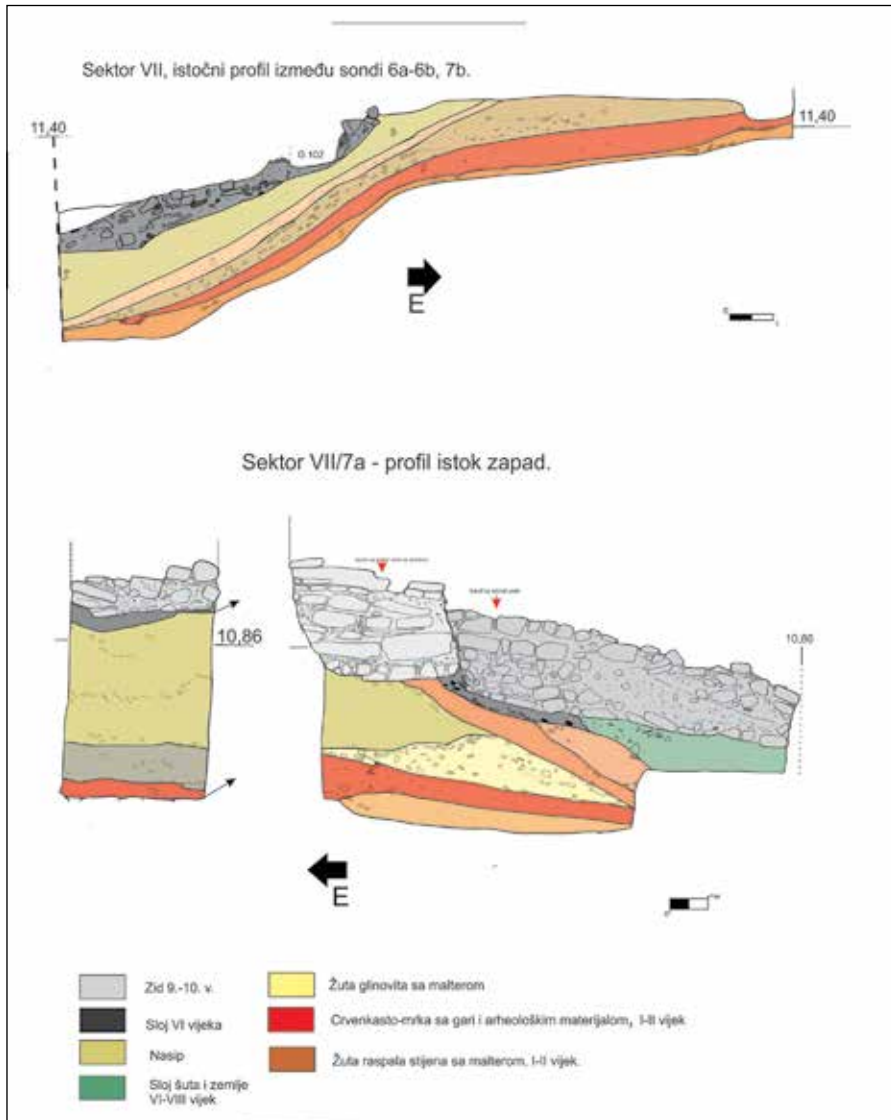 Sektor VII, istočni profil između sondi 6a-6b, 7b.
11,40
11,40
G 102
E
Sektor VII/7a - profil istok zapad.
10,86
10,86
E
Zid 9.-10. v.
Sloj VI vijeka
Nasip
Sloj šuta i zemlje
VI-VIII vijek
Žuta glinovita sa malterom
Crvenkasto-mrka sa gari i arheološkim materijalom, I-II vijek
Žuta raspala stijena sa malterom. I-II vijek.